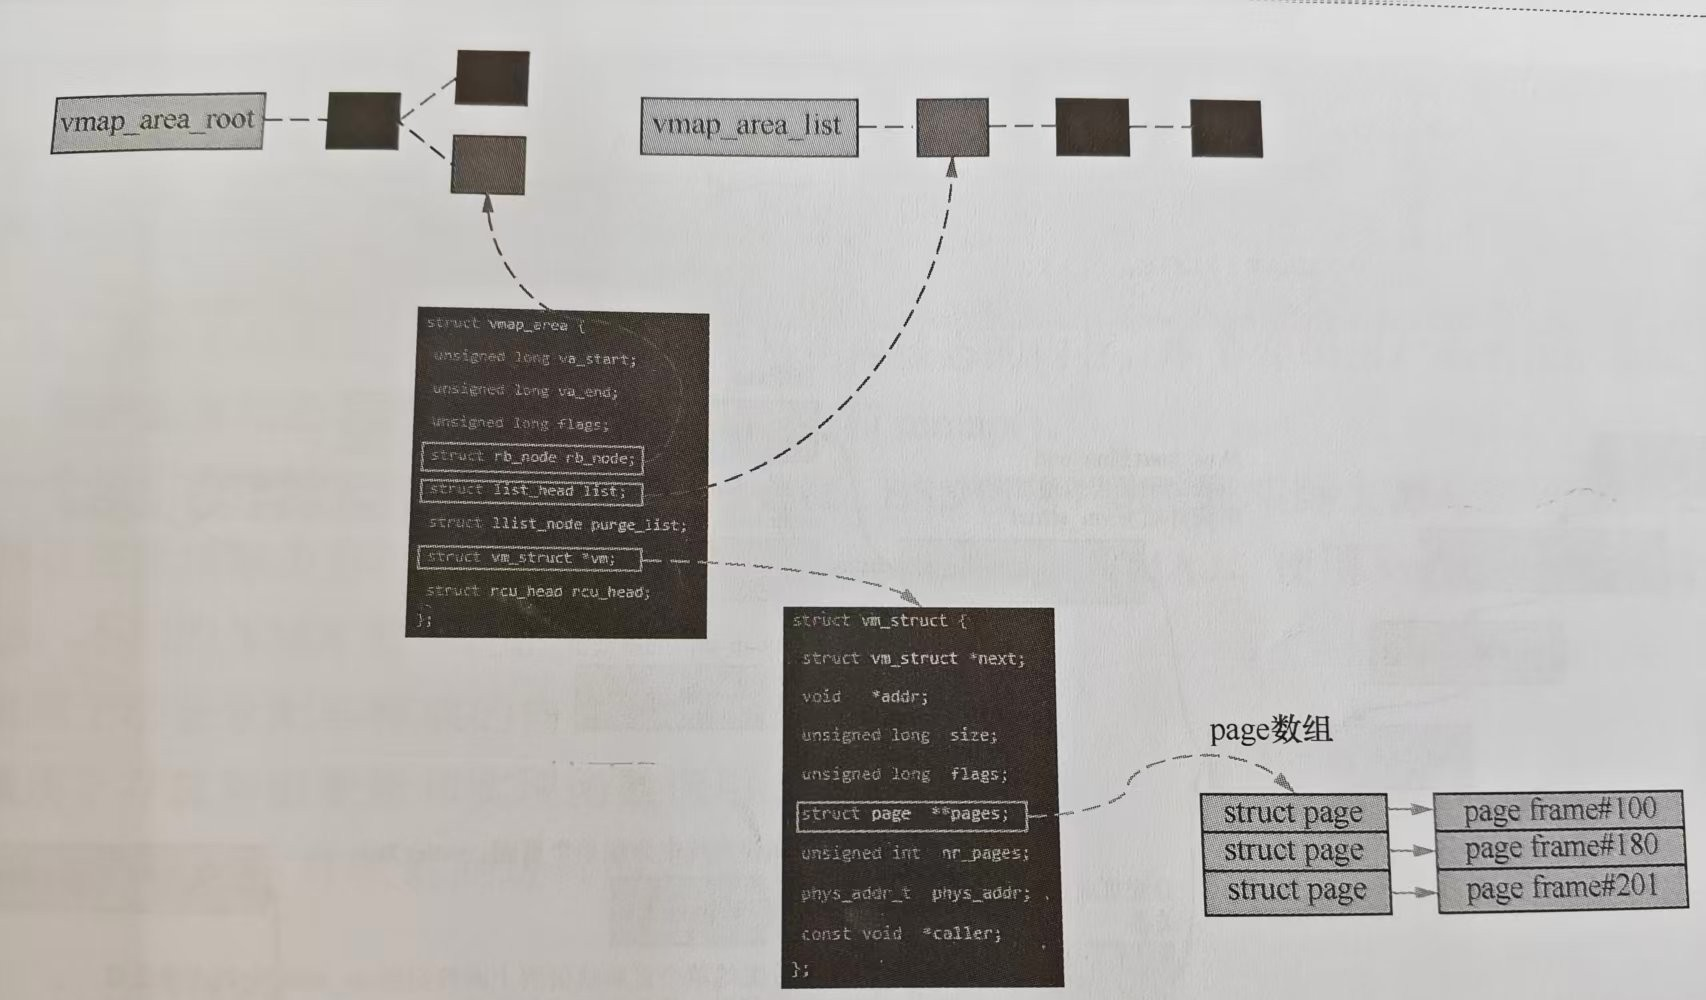 vmap_area_root
vmap_area_list
struct vmap_area {
unsigned long va_start;
unsigned long va_end;
unsigned long flags;
struct rb_node rb_node;
struct list_head list;
struct llist_node purge_list;
struct vm_struct *vm;
struct rcu_head rcu_head;
};
struct vm_struct {
struct vm_struct *next;
void *addr;
unsigned long size;
unsigned long flags;
struct page **pages;
unsigned int nr_pages;
phys_addr_t phys_addr;
const void *caller;
};
page数组
struct page
page frame#100
struct page
page frame#180
struct page
page frame#201